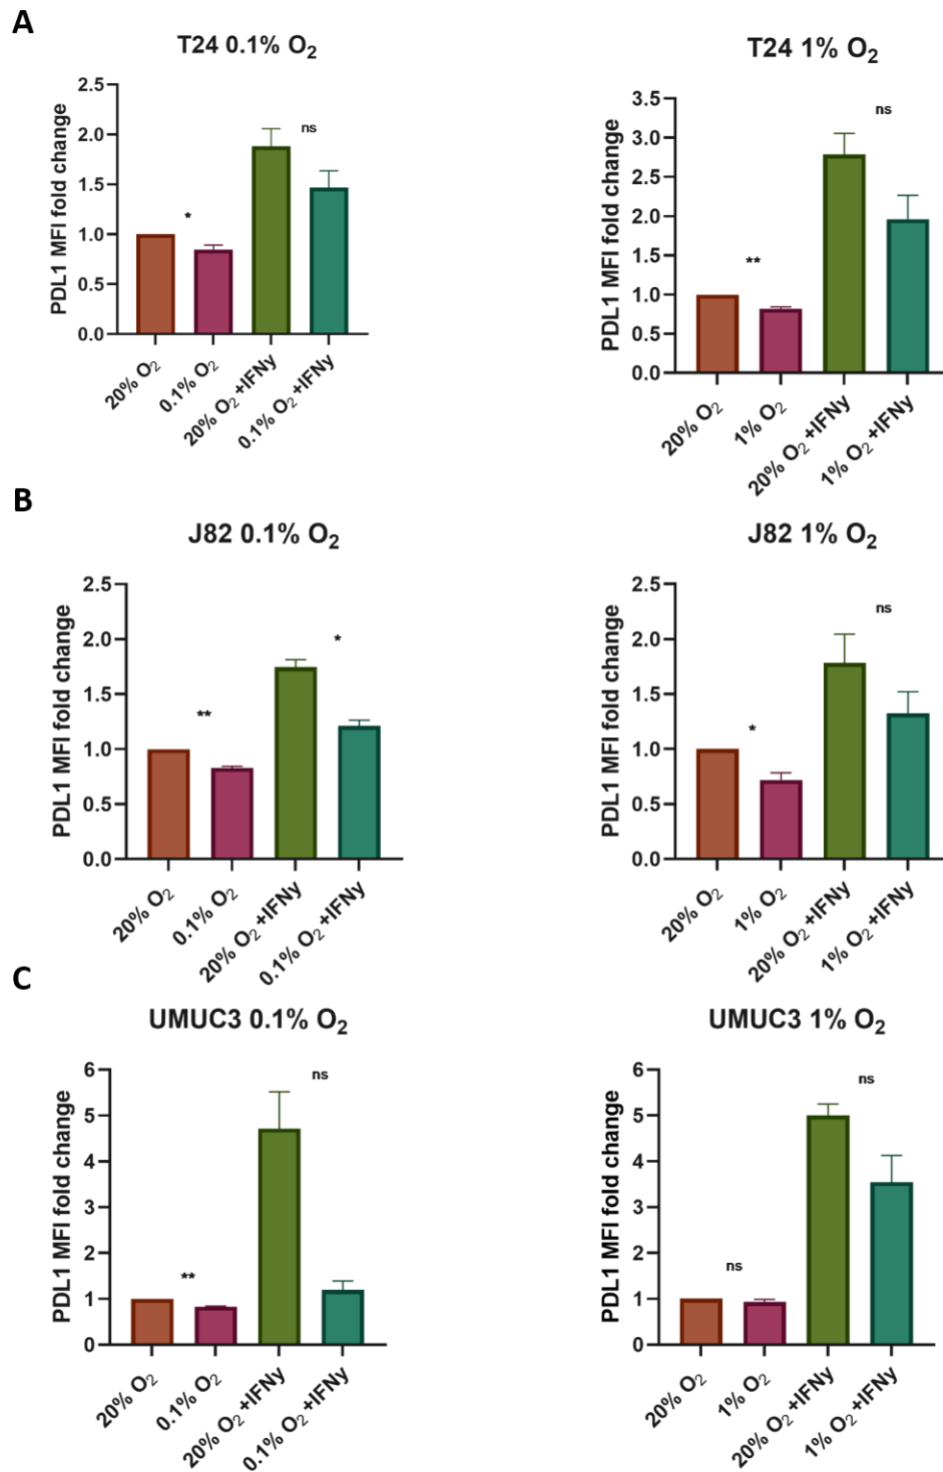 A
T24 0.1% O₂
PDL1 MFI fold change
2.5
2.0
1.5
1.0
0.5
0.0
*
ns
20% O₂
0.1% O₂
20% O₂ +IFNy
0.1% O₂ +IFNy
T24 1% O₂
PDL1 MFI fold change
3.5
3.0
2.5
2.0
1.5
1.0
0.5
0.0
**
ns
20% O₂
1% O₂
20% O₂ +IFNy
1% O₂ +IFNy
B
J82 0.1% O₂
PDL1 MFI fold change
2.5
2.0
1.5
1.0
0.5
0.0
**
*
20% O₂
0.1% O₂
20% O₂ +IFNy
0.1% O₂ +IFNy
J82 1% O₂
PDL1 MFI fold change
2.5
2.0
1.5
1.0
0.5
0.0
*
ns
20% O₂
1% O₂
20% O₂ +IFNy
1% O₂ +IFNy
C
UMUC3 0.1% O₂
PDL1 MFI fold change
6
5
4
3
2
1
0
**
ns
20% O₂
0.1% O₂
20% O₂ +IFNy
0.1% O₂ +IFNy
UMUC3 1% O₂
PDL1 MFI fold change
6
5
4
3
2
1
0
ns
ns
20% O₂
1% O₂
20% O₂ +IFNy
1% O₂ +IFNy